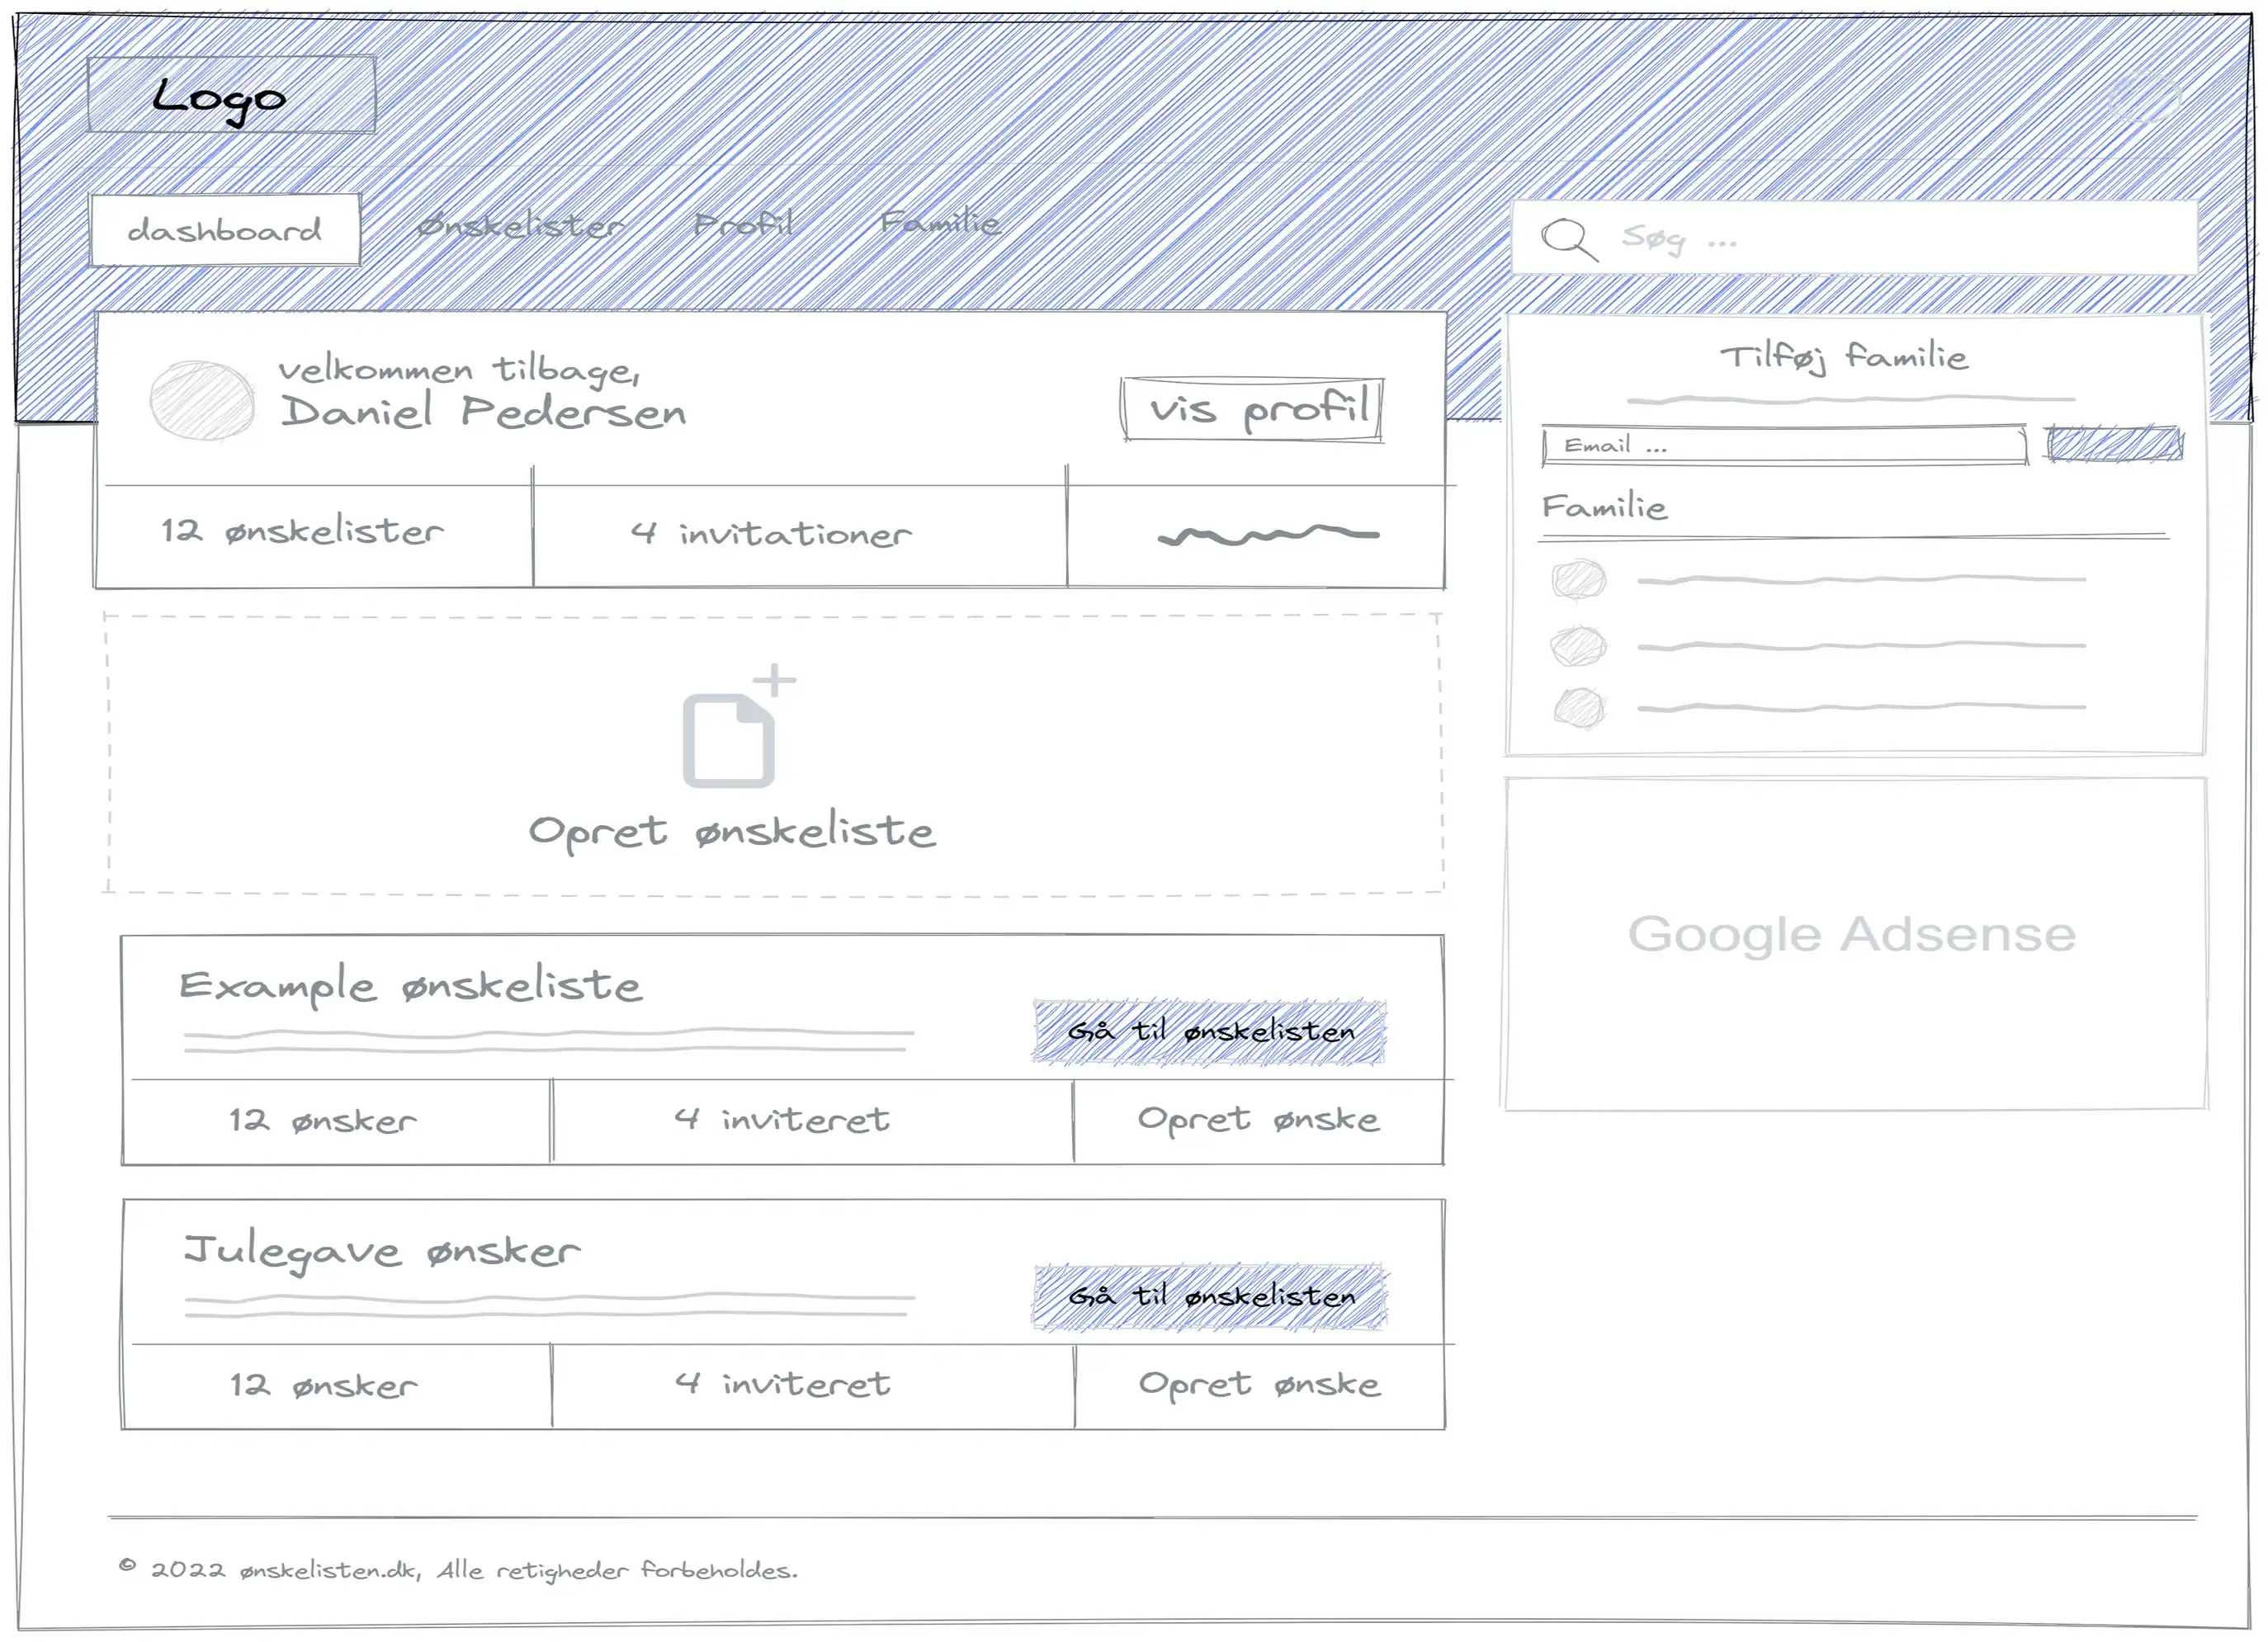 Logo
dashboard Ønskelister Profil Familie
Søg ...
velkommen tilbage,
Daniel Pedersen
vis profil
12 ønskelister
4 invitationer
Opret ønskeliste
Example ønskeliste
Gå til ønskelisten
12 ønsker
4 inviteret
Opret ønske
Julegave ønsker
Gå til ønskelisten
12 ønsker
4 inviteret
Opret ønske
Tilføj familie
Email ...
Familie
Google Adsense
© 2022 ønskelisten.dk, Alle retigheder forbeholdes.